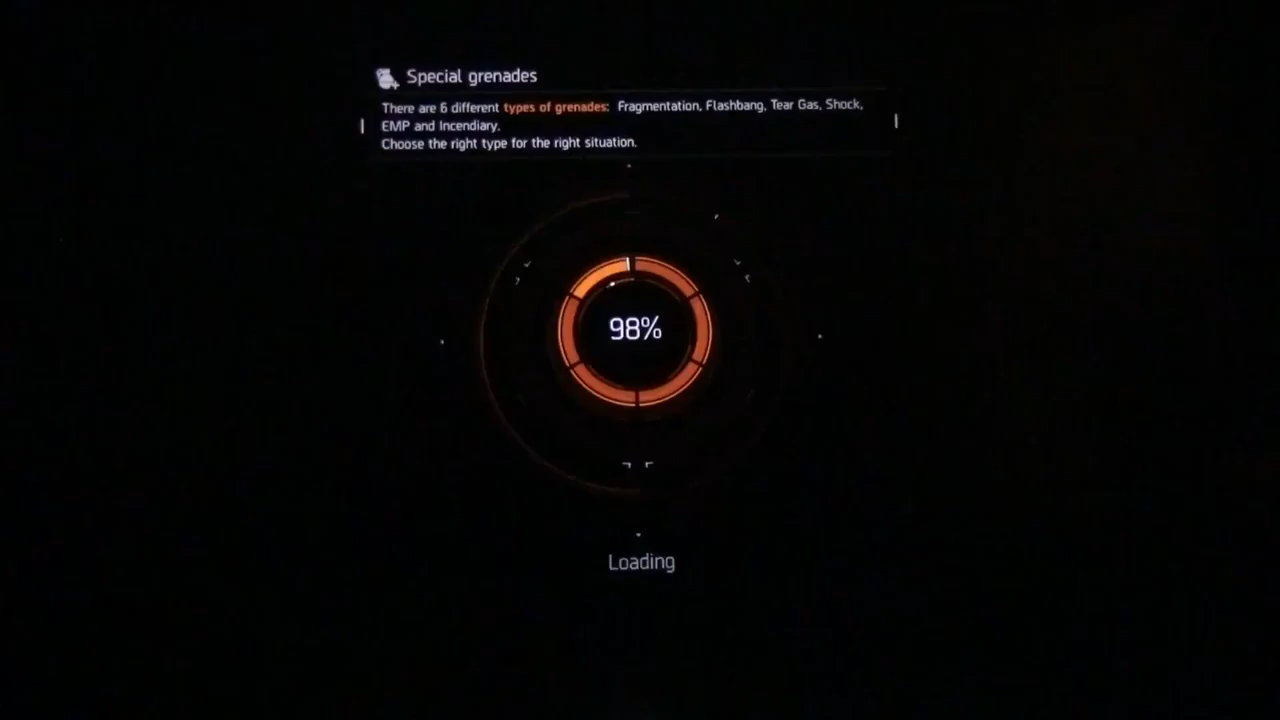 Special grenades
There are 6 different types of grenades: Fragmentation, Flashbang, Tear Gas, Shock,
EMP and Incendiary.
Choose the right type for the right situation.
98%
Loading